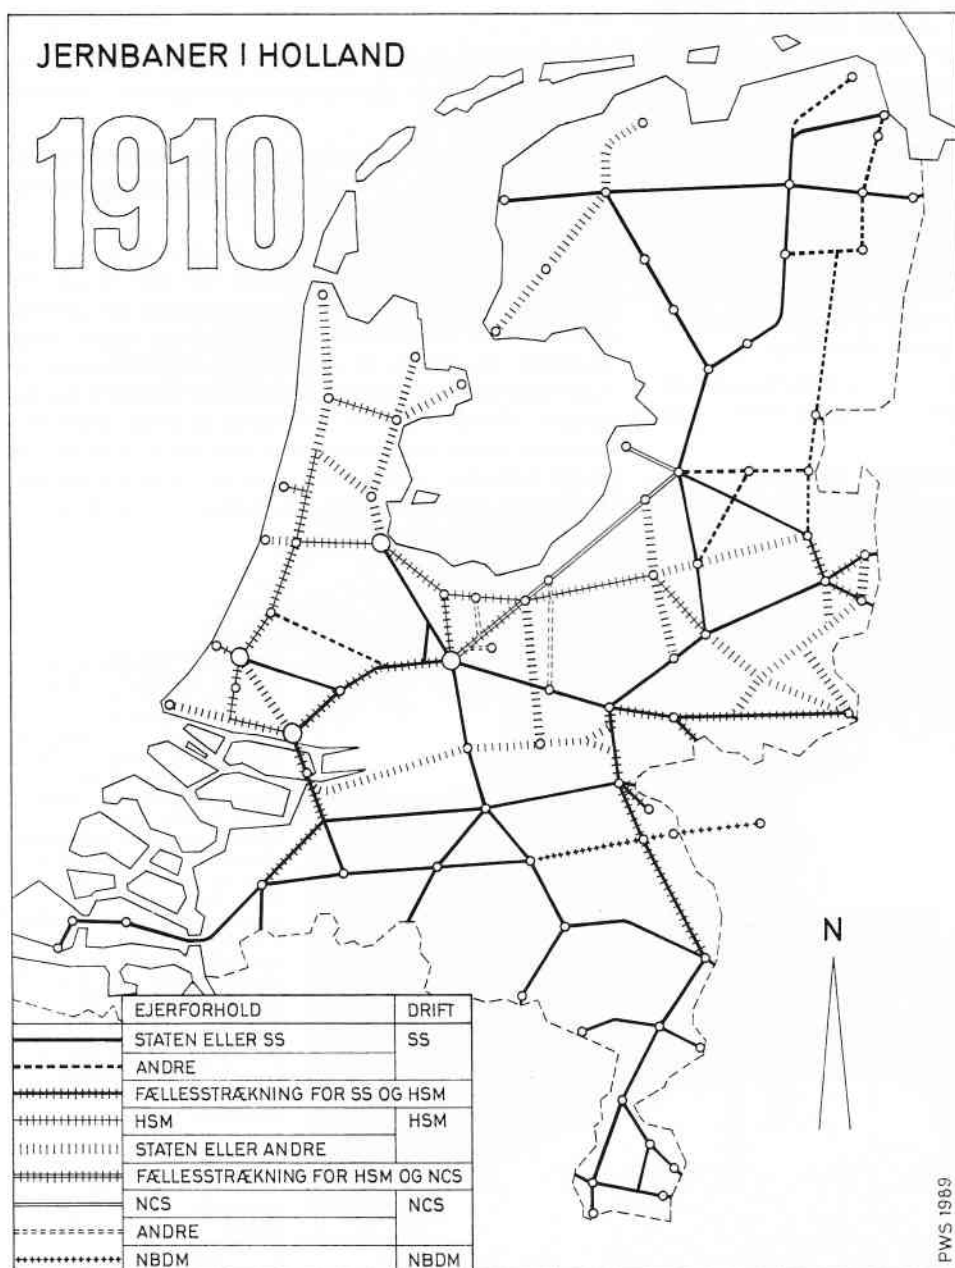 JERNBANER I HOLLAND
1910
N
EJERFORHOLD DRIFT
STATEN ELLER SS SS
ANDRE
FÆLLESSTRÆKNING FOR SS OG HSM
HSM HSM
STATEN ELLER ANDRE
FÆLLESSTRÆKNING FOR HSM OG NCS
NCS NCS
ANDRE
NBDM NBDM
PWS 1989